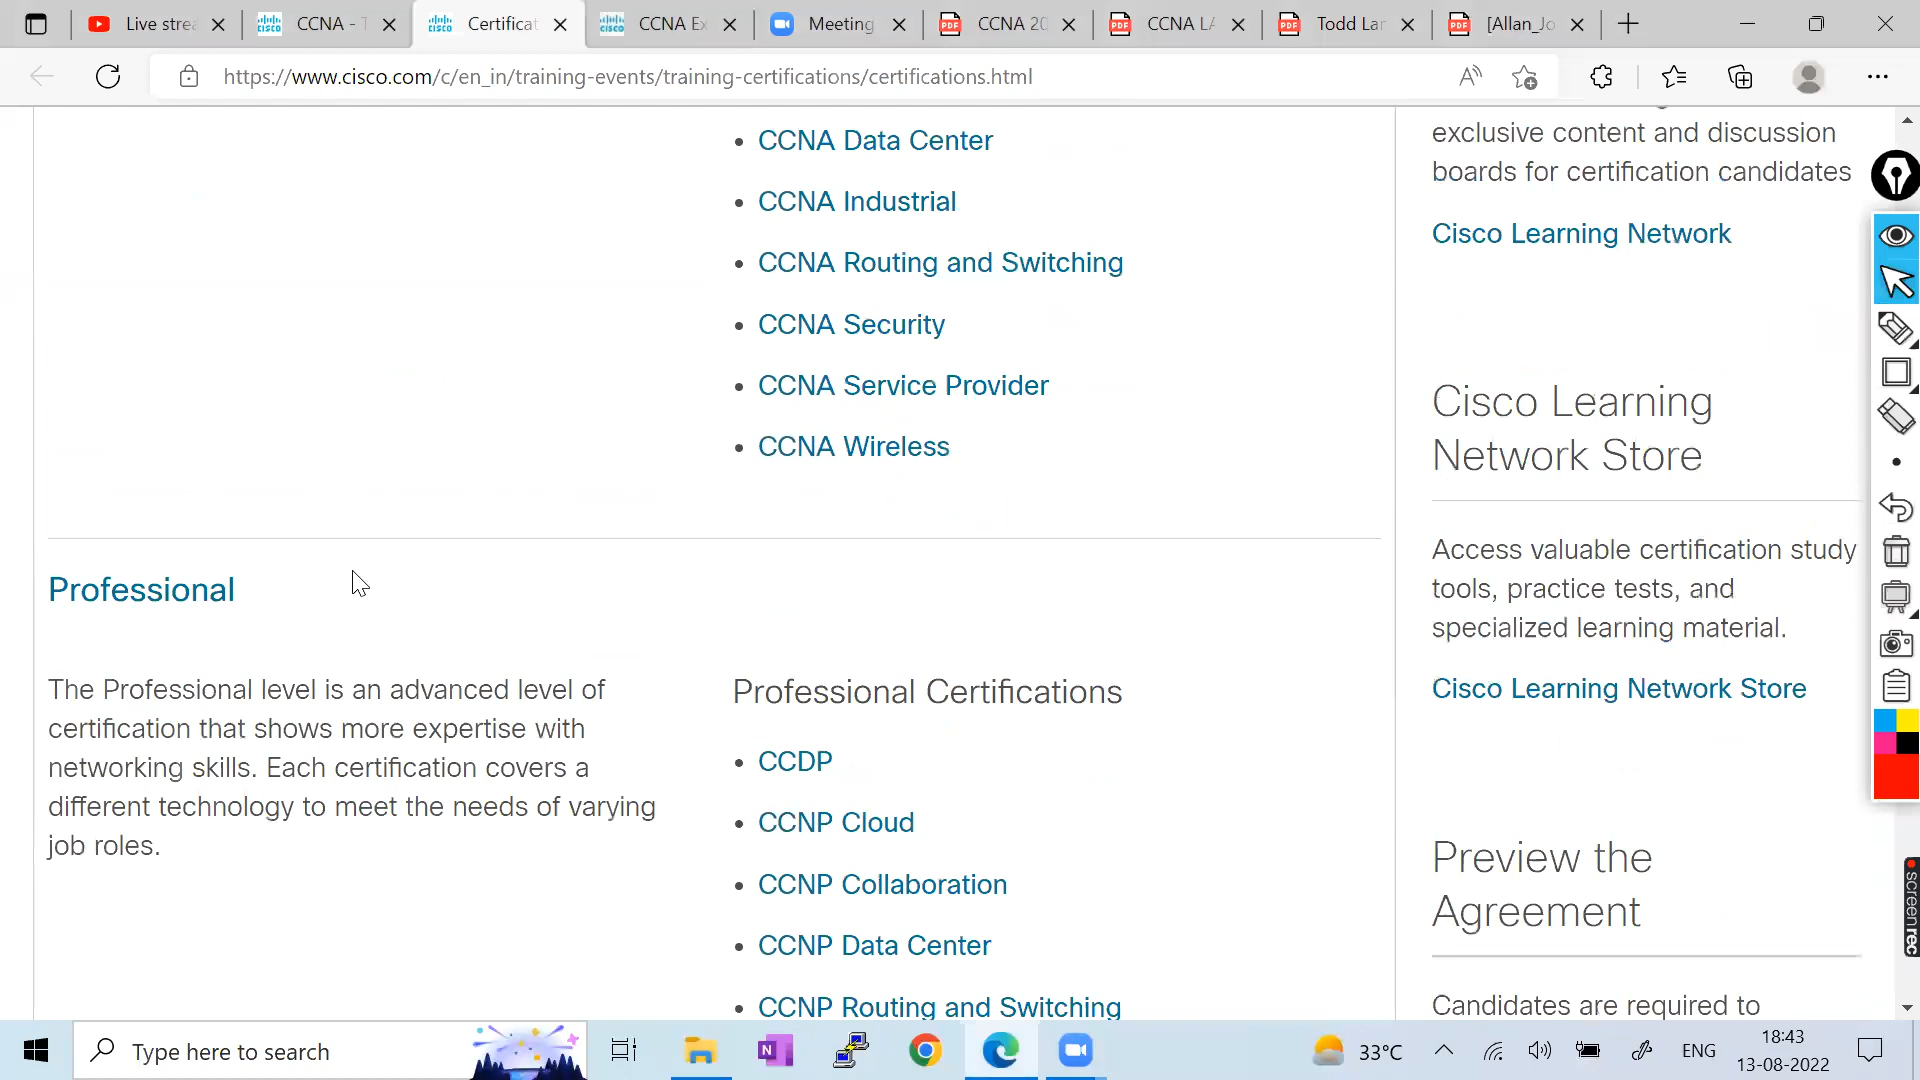 Live strea
CCNA - T
Certificat
CCNA Ex
Meeting
CCNA 20
CCNA LA
Todd Lar
[Allan_Jo
https://www.cisco.com/c/en_in/training-events/training-certifications/certifications.html
CCNA Data Center
CCNA Industrial
CCNA Routing and Switching
CCNA Security
CCNA Service Provider
CCNA Wireless
Professional
The Professional level is an advanced level of
certification that shows more expertise with
networking skills. Each certification covers a
different technology to meet the needs of varying
job roles.
Professional Certifications
CCDP
CCNP Cloud
CCNP Collaboration
CCNP Data Center
CCNP Routing and Switching
exclusive content and discussion
boards for certification candidates
Cisco Learning Network
Cisco Learning
Network Store
Access valuable certification study
tools, practice tests, and
specialized learning material.
Cisco Learning Network Store
Preview the
Agreement
Candidates are required to
screenrec
Type here to search
33°C
ENG
18:43
13-08-2022